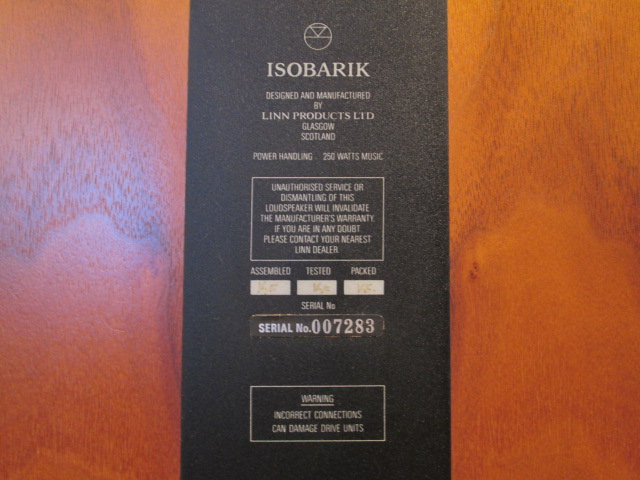 ISOBARIK
DESIGNED AND MANUFACTURED
BY
LINN PRODUCTS LTD
GLASGOW
SCOTLAND
POWER HANDLING 250 WATTS MUSIC
UNAUTHORISED SERVICE OR
DISMANTLING OF THIS
LOUDSPEAKER WILL INVALIDATE
THE MANUFACTURER'S WARRANTY.
IF YOU ARE IN ANY DOUBT
PLEASE CONTACT YOUR NEAREST
LINN DEALER.
ASSEMBLED TESTED PACKED
SERIAL No
SERIAL No.007283
WARNING
INCORRECT CONNECTIONS
CAN DAMAGE DRIVE UNITS